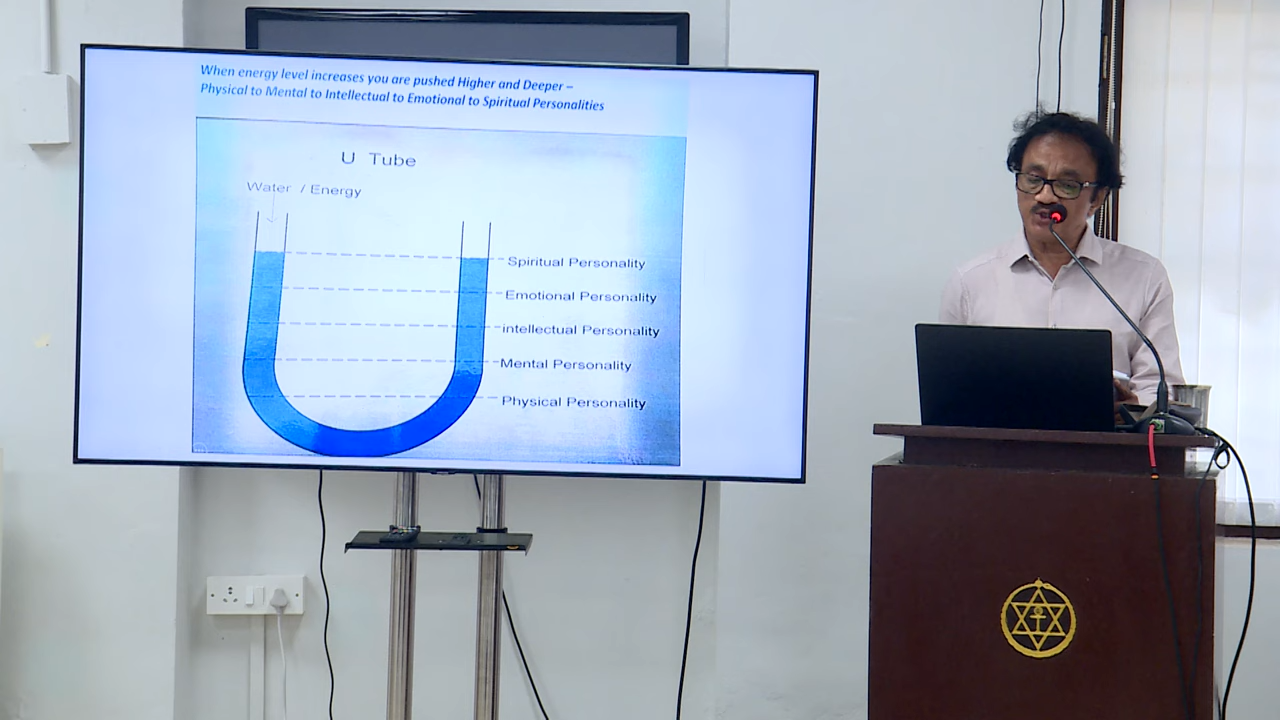 When energy level increases you are pushed Higher and Deeper –
Physical to Mental to Intellectual to Emotional to Spiritual Personalities
U Tube
Water / Energy
Spiritual Personality
Emotional Personality
intellectual Personality
Mental Personality
Physical Personality